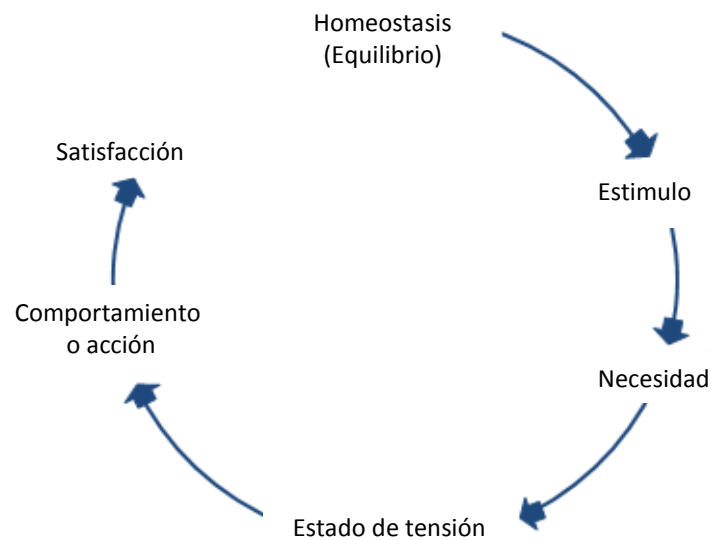 Homeostasis
(Equilibrio)
Estimulo
Necesidad
Estado de tensión
Comportamiento
o acción
Satisfacción